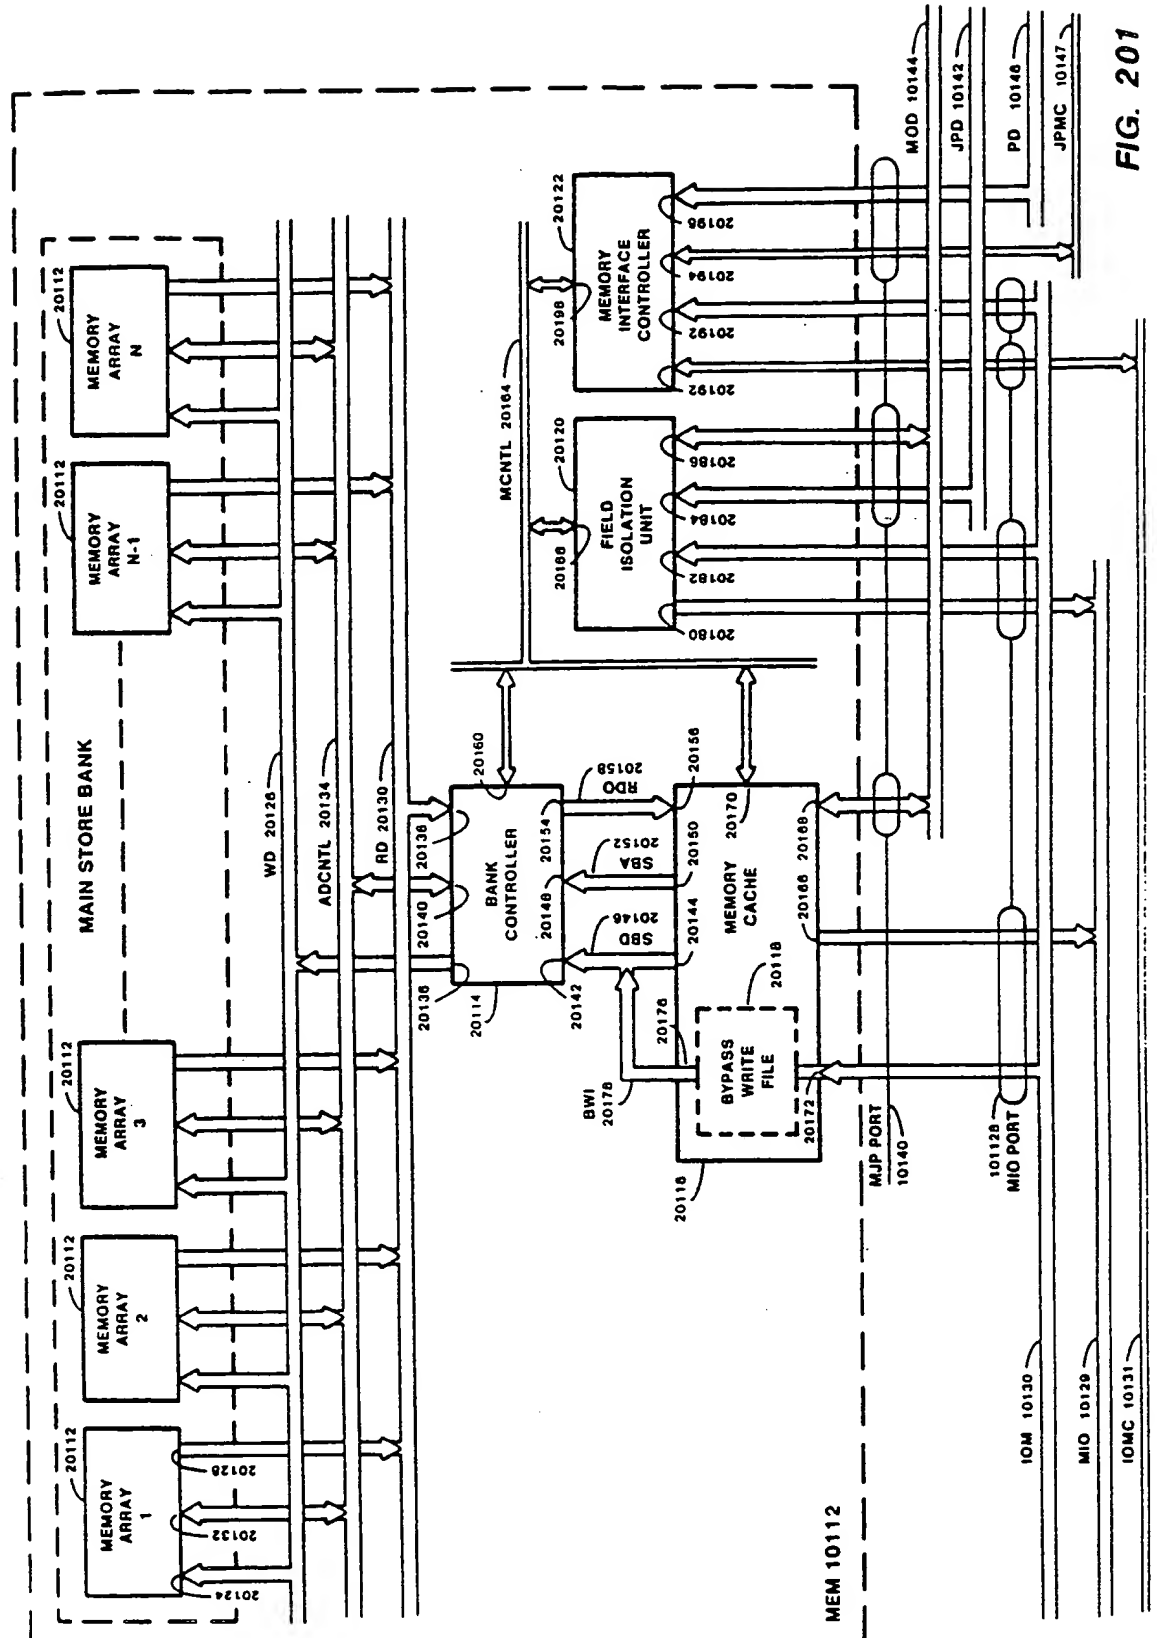 MAIN STORE BANK
20112
MEMORY
ARRAY
1
20124
20132
20128
20112
MEMORY
ARRAY
2
20112
MEMORY
ARRAY
3
20112
MEMORY
ARRAY
N-1
20112
MEMORY
ARRAY
N
WD 20126
ADCNTL 20134
RD 20130
20136
20140
20138
20160
20114
BANK
CONTROLLER
20142
20148
20154
SBD
20146
SBA
20152
RDO
20158
BWI
20178
20176
20144
20150
20156
20116
BYPASS
WRITE
FILE
20118
MEMORY
CACHE
20170
20172
20166
20168
MCNTL 20164
20188
20120
FIELD
ISOLATION
UNIT
20180
20182
20184
20186
20198
20122
MEMORY
INTERFACE
CONTROLLER
20192
20192
20194
20196
MEM 10112
MJP PORT
10140
101128
MIO PORT
MOD 10144
JPD 10142
PD 10146
JPMC 10147
IOM 10130
MIO 10129
IOMC 10131
FIG. 201